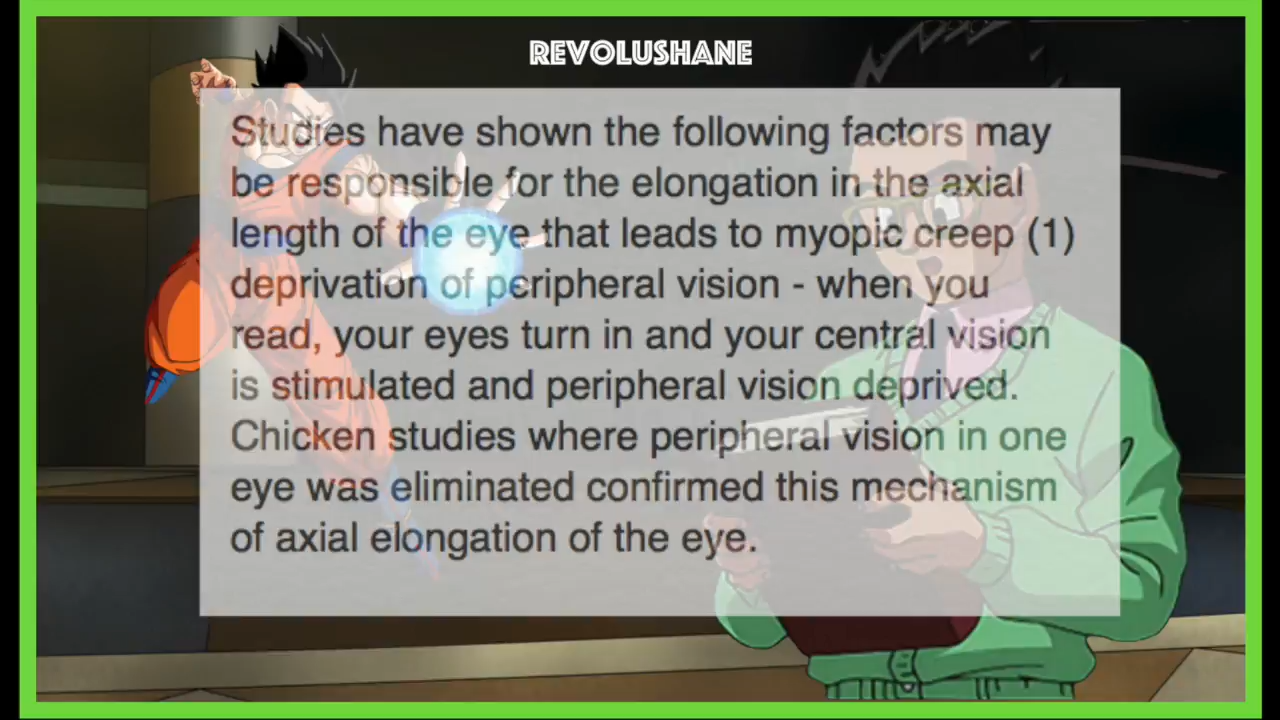 REVOLUSHANE
Studies have shown the following factors may
be responsible for the elongation in the axial
length of the eye that leads to myopic creep (1)
deprivation of peripheral vision - when you
read, your eyes turn in and your central vision
is stimulated and peripheral vision deprived.
Chicken studies where peripheral vision in one
eye was eliminated confirmed this mechanism
of axial elongation of the eye.